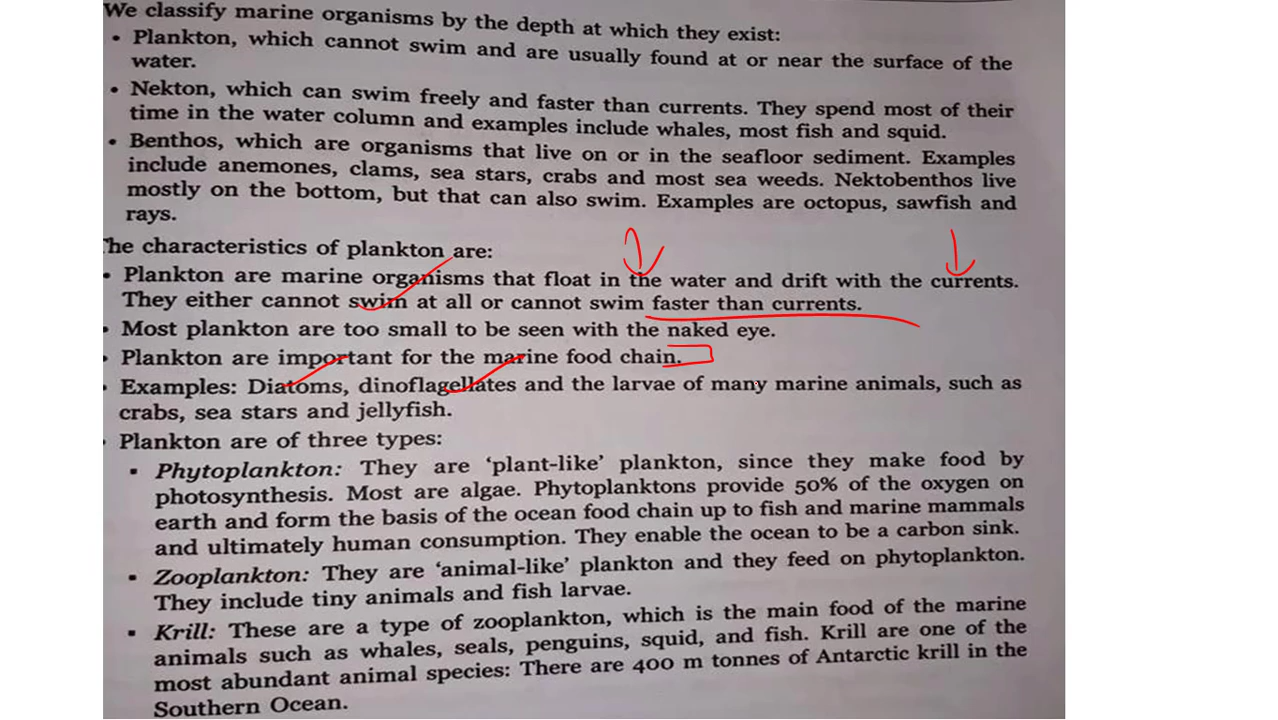 We classify marine organisms by the depth at which they exist:
• Plankton, which cannot swim and are usually found at or near the surface of the
water.
• Nekton, which can swim freely and faster than currents. They spend most of their
time in the water column and examples include whales, most fish and squid.
• Benthos, which are organisms that live on or in the seafloor sediment. Examples
include anemones, clams, sea stars, crabs and most sea weeds. Nektobenthos live
mostly on the bottom, but that can also swim. Examples are octopus, sawfish and
rays.
The characteristics of plankton are:
• Plankton are marine organisms that float in the water and drift with the currents.
They either cannot swim at all or cannot swim faster than currents.
• Most plankton are too small to be seen with the naked eye.
• Plankton are important for the marine food chain.
• Examples: Diatoms, dinoflagellates and the larvae of many marine animals, such as
crabs, sea stars and jellyfish.
• Plankton are of three types:
▪ Phytoplankton: They are ‘plant-like’ plankton, since they make food by
photosynthesis. Most are algae. Phytoplanktons provide 50% of the oxygen on
earth and form the basis of the ocean food chain up to fish and marine mammals
and ultimately human consumption. They enable the ocean to be a carbon sink.
▪ Zooplankton: They are ‘animal-like’ plankton and they feed on phytoplankton.
They include tiny animals and fish larvae.
▪ Krill: These are a type of zooplankton, which is the main food of the marine
animals such as whales, seals, penguins, squid, and fish. Krill are one of the
most abundant animal species: There are 400 m tonnes of Antarctic krill in the
Southern Ocean.